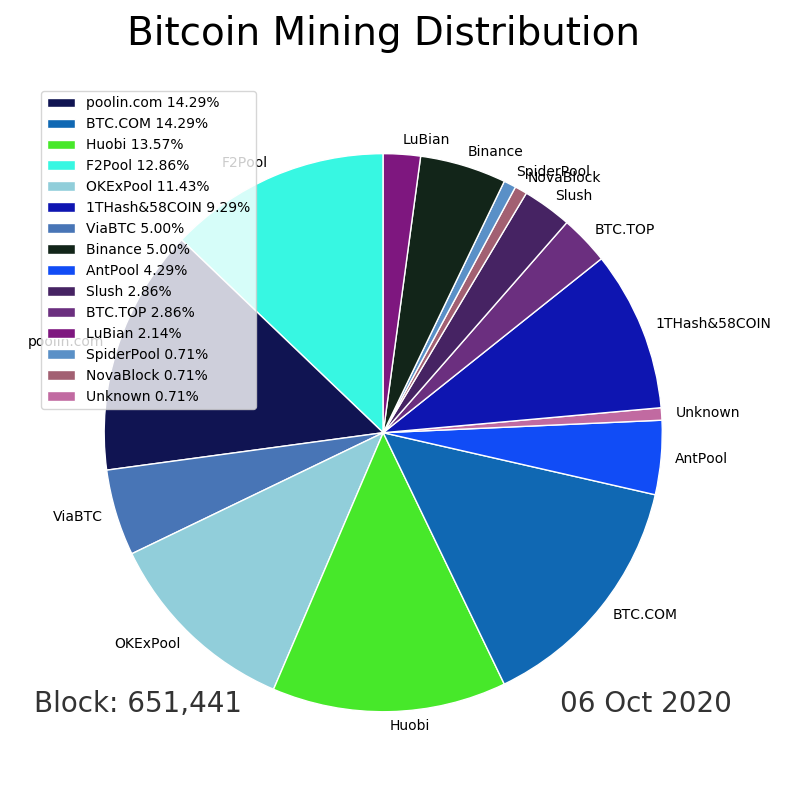 Bitcoin Mining Distribution
poolin.com 14.29%
BTC.COM 14.29%
Huobi 13.57%
F2Pool 12.86%
OKExPool 11.43%
1THash&58COIN 9.29%
ViaBTC 5.00%
Binance 5.00%
AntPool 4.29%
Slush 2.86%
BTC.TOP 2.86%
LuBian 2.14%
SpiderPool 0.71%
NovaBlock 0.71%
Unknown 0.71%
LuBian
Binance
SpiderPool
NovaBlock
Slush
BTC.TOP
1THash&58COIN
Unknown
AntPool
BTC.COM
Huobi
OKExPool
ViaBTC
poolin.com
F2Pool
Block: 651,441
06 Oct 2020